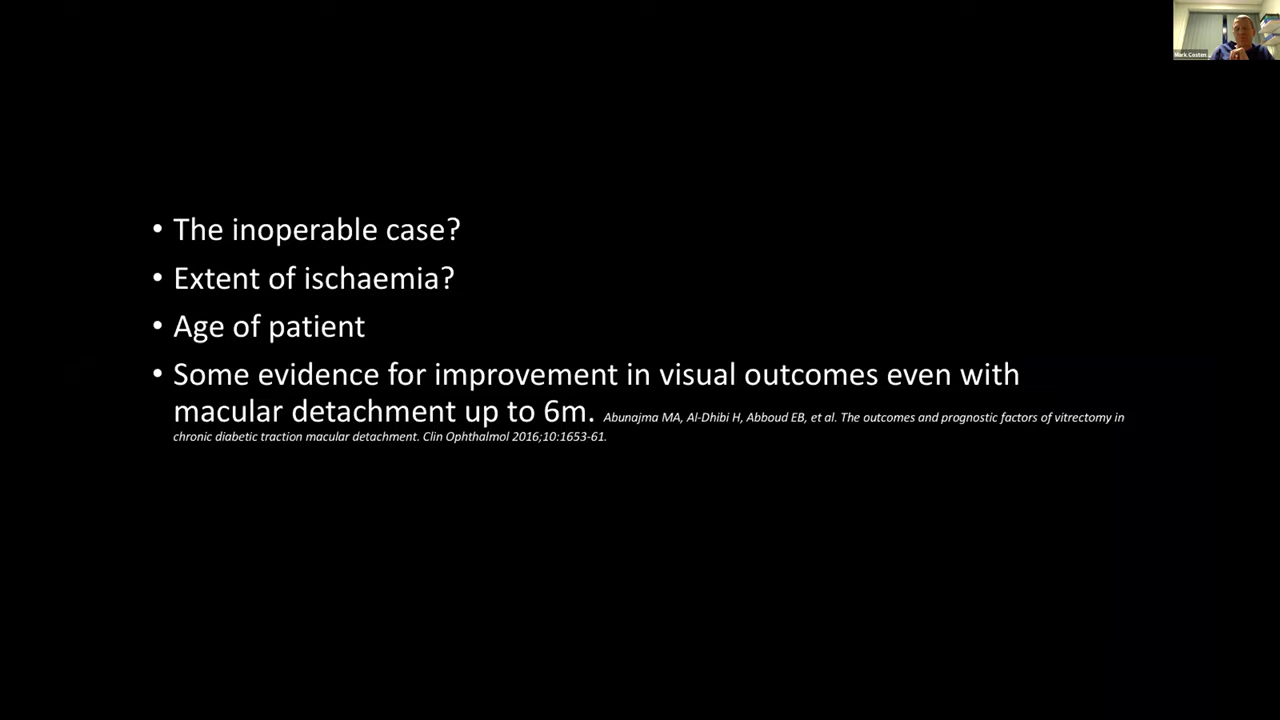 Mark.Costen
• The inoperable case?
• Extent of ischaemia?
• Age of patient
• Some evidence for improvement in visual outcomes even with
macular detachment up to 6m. Abunajma MA, Al-Dhibi H, Abboud EB, et al. The outcomes and prognostic factors of vitrectomy in
chronic diabetic traction macular detachment. Clin Ophthalmol 2016;10:1653-61.